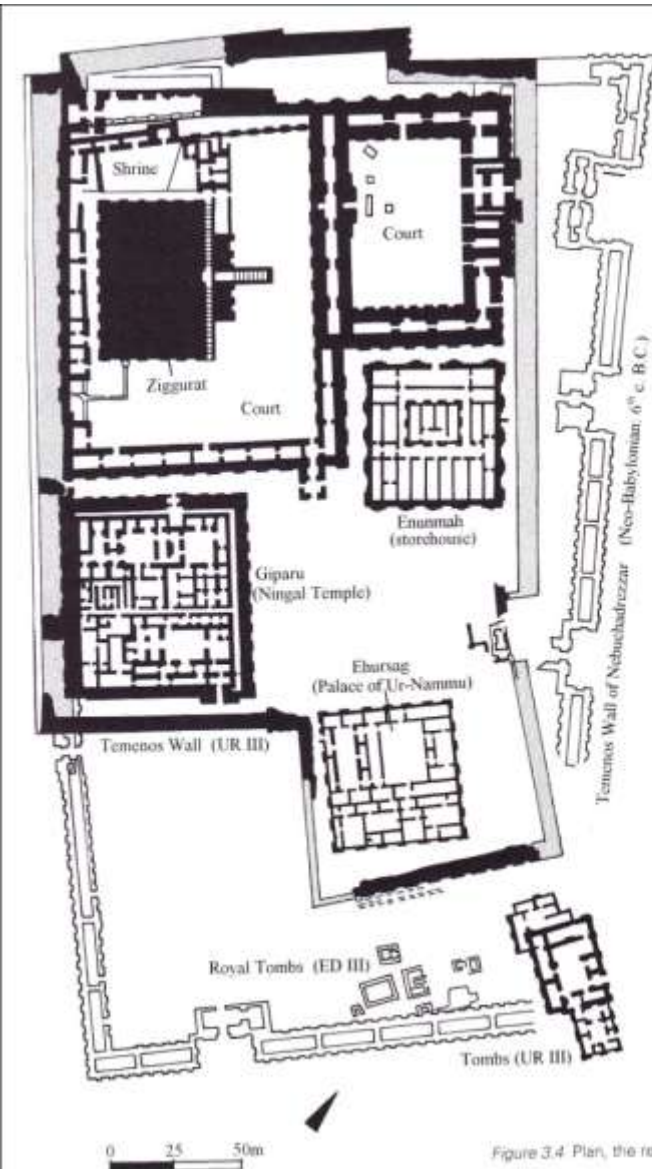 Shrine
Court
Ziggurat
Court
Enunmah
(storehouse)
Giparu
(Ningal Temple)
Ehursag
(Palace of Ur-Nammu)
Temenos Wall (UR III)
Temenos Wall of Nebuchadrezzar (Neo-Babylonian, 6th c. B.C.)
Royal Tombs (ED III)
Tombs (UR III)
0 25 50m
Figure 3.4 Plan, the re